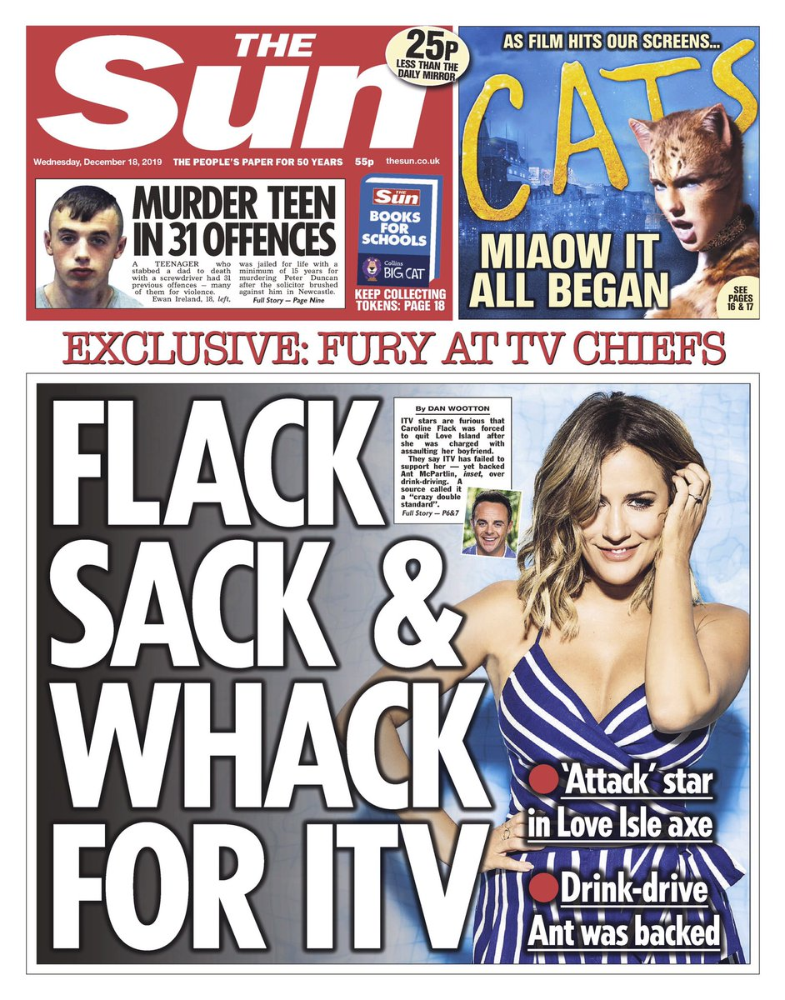 THE
Sun
25P
LESS THAN THE
DAILY MIRROR
Wednesday, December 18, 2019
THE PEOPLE'S PAPER FOR 50 YEARS
55p
thesun.co.uk
MURDER TEEN
IN 31 OFFENCES
A TEENAGER who
stabbed a dad to death
with a screwdriver had 31
previous offences – many
of them for violence.
Ewan Ireland, 18, left,
was jailed for life with a
minimum of 15 years for
murdering Peter Duncan
after the solicitor brushed
against him in Newcastle.
Full Story — Page Nine
THE
Sun
BOOKS
FOR
SCHOOLS
Collins
BIG CAT
KEEP COLLECTING
TOKENS: PAGE 18
AS FILM HITS OUR SCREENS...
CATS
MIAOW IT
ALL BEGAN
SEE
PAGES
16 & 17
EXCLUSIVE: FURY AT TV CHIEFS
FLACK
SACK &
WHACK
FOR ITV
By DAN WOOTTON
ITV stars are furious that
Caroline Flack was forced
to quit Love Island after
she was charged with
assaulting her boyfriend.
They say ITV has failed to
support her — yet backed
Ant McPartlin, inset, over
drink-driving. A
source called it
a “crazy double
standard”.
Full Story — P6&7
‘Attack’ star
in Love Isle axe
Drink-drive
Ant was backed